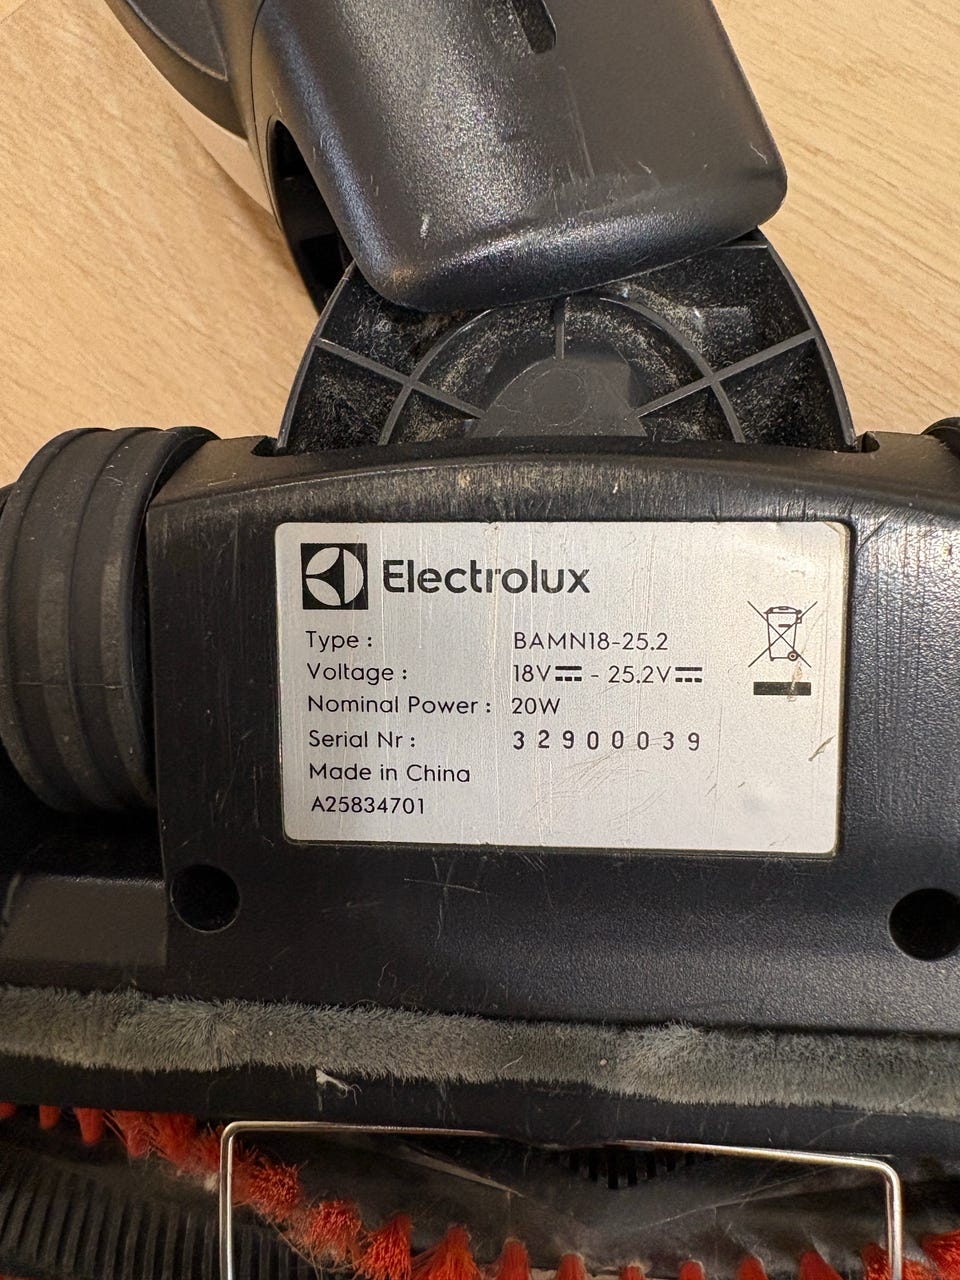 Electrolux
Type : BAMN18-25.2
Voltage : 18V⎓ - 25.2V⎓
Nominal Power : 20W
Serial Nr : 32900039
Made in China
A25834701